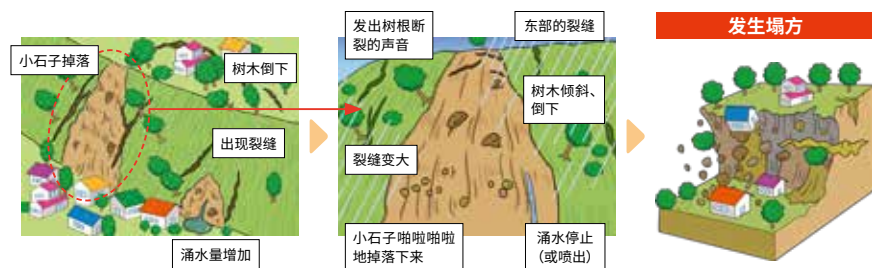 小石子掉落
树木倒下
出现裂缝
涌水量增加
发出树根断
裂的声音
东部的裂缝
树木倾斜、
倒下
裂缝变大
小石子啪啦啪啦
地掉落下来
涌水停止
（或喷出）
发生塌方